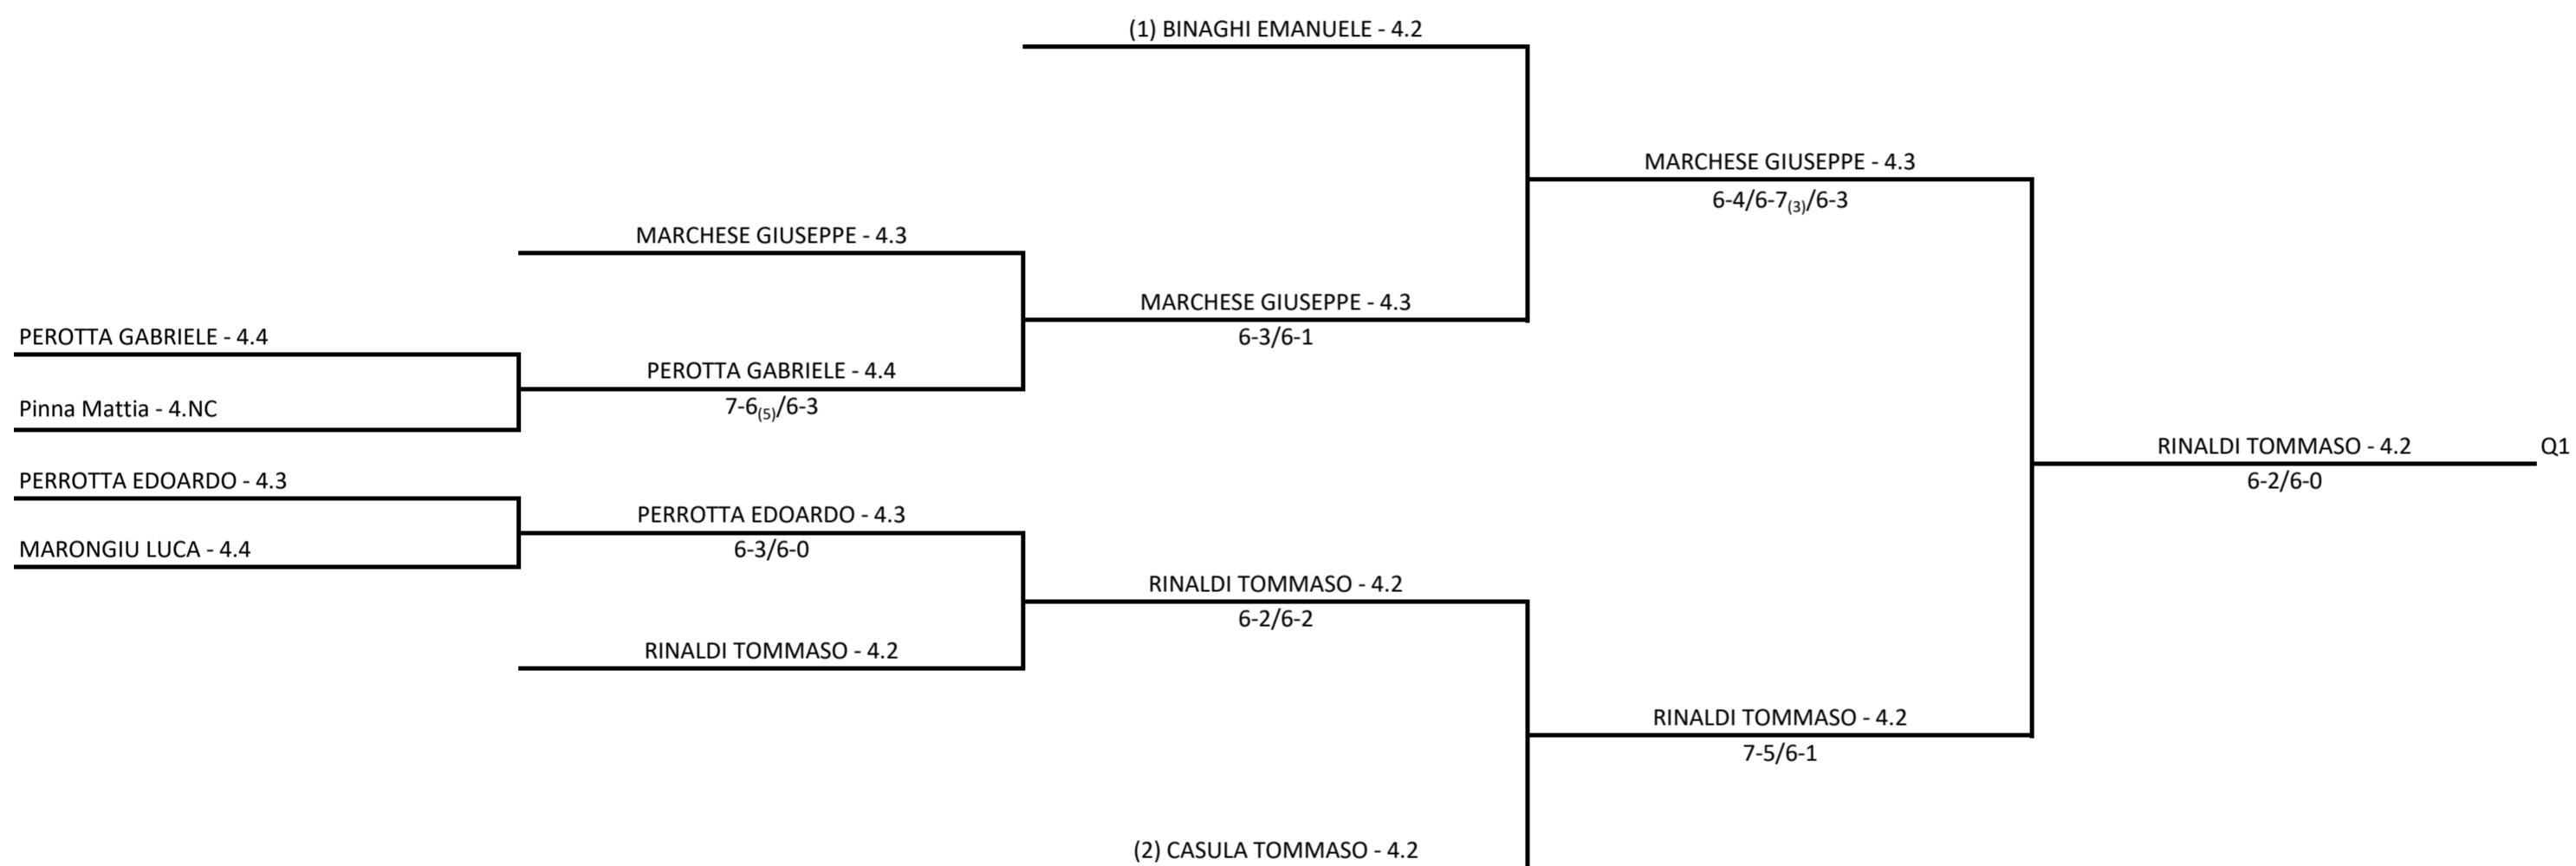 (1) BINAGHI EMANUELE - 4.2
MARCHESE GIUSEPPE - 4.3
6-4/6-7(3)/6-3
MARCHESE GIUSEPPE - 4.3
MARCHESE GIUSEPPE - 4.3
6-3/6-1
PEROTTA GABRIELE - 4.4
PEROTTA GABRIELE - 4.4
7-6(5)/6-3
Pinna Mattia - 4.NC
RINALDI TOMMASO - 4.2
Q1
6-2/6-0
PERROTTA EDOARDO - 4.3
PERROTTA EDOARDO - 4.3
6-3/6-0
MARONGIU LUCA - 4.4
RINALDI TOMMASO - 4.2
6-2/6-2
RINALDI TOMMASO - 4.2
RINALDI TOMMASO - 4.2
7-5/6-1
(2) CASULA TOMMASO - 4.2